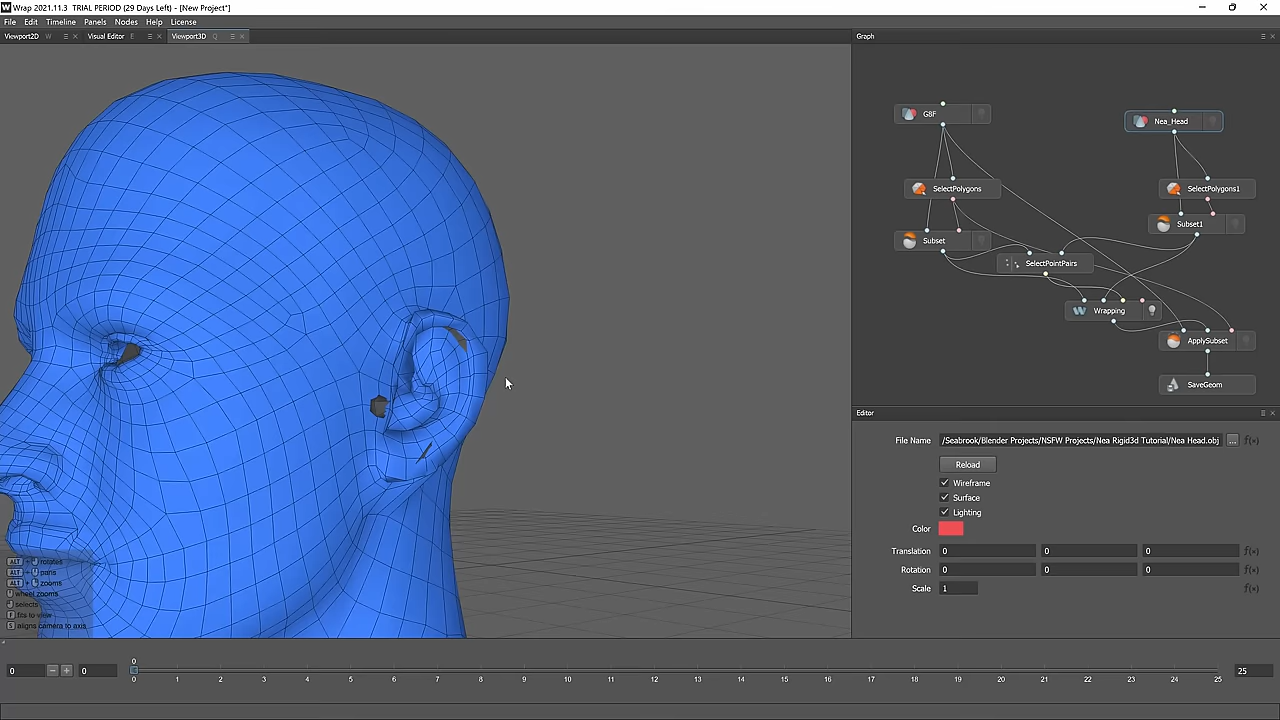 Wrap 2021.11.3 TRIAL PERIOD (29 Days Left) - [New Project*]
File Edit Timeline Panels Nodes Help License
Viewport2D W Visual Editor E Viewport3D Q
Graph
G8F
Nea_Head
SelectPolygons
SelectPolygons1
Subset1
Subset
SelectPointPairs
Wrapping
ApplySubset
SaveGeom
Editor
File Name /Seabrook/Blender Projects/NSFW Projects/Nea Rigid3d Tutorial/Nea Head.obj ... f(x)
Reload
Wireframe
Surface
Lighting
Color
Translation 0 0 0 f(x)
Rotation 0 0 0 f(x)
Scale 1 f(x)
ALT + rotates
ALT + pans
ALT + zooms
wheel zooms
selects
F fits to view
S aligns camera to axis
0 − + 0
0
0 1 2 3 4 5 6 7 8 9 10 11 12 13 14 15 16 17 18 19 20 21 22 23 24 25
25